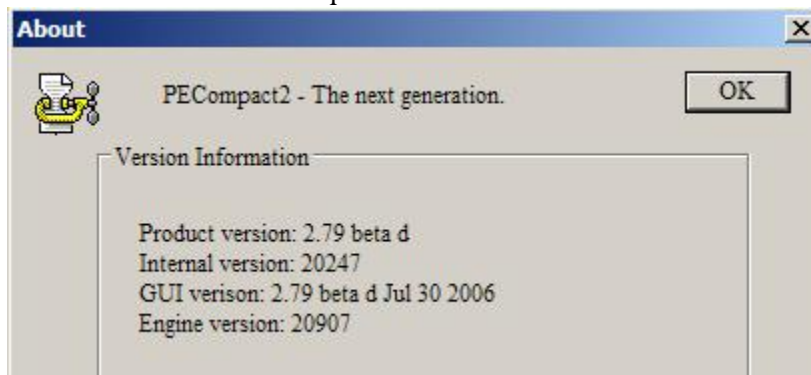 About
PECompact2 - The next generation.
OK
Version Information
Product version: 2.79 beta d
Internal version: 20247
GUI verison: 2.79 beta d Jul 30 2006
Engine version: 20907